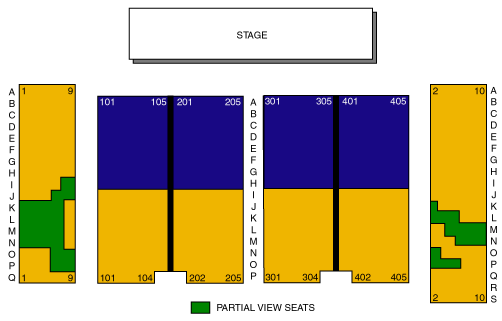 STAGE
1 9
101 105 201 205
301 305 401 405
2 10
A
B
C
D
E
F
G
H
I
J
K
L
M
N
O
P
Q
A
B
C
D
E
F
G
H
I
J
K
L
M
N
O
P
A
B
C
D
E
F
G
H
I
J
K
L
M
N
O
P
Q
R
S
1 9
101 104 202 205
301 304 402 405
2 10
PARTIAL VIEW SEATS